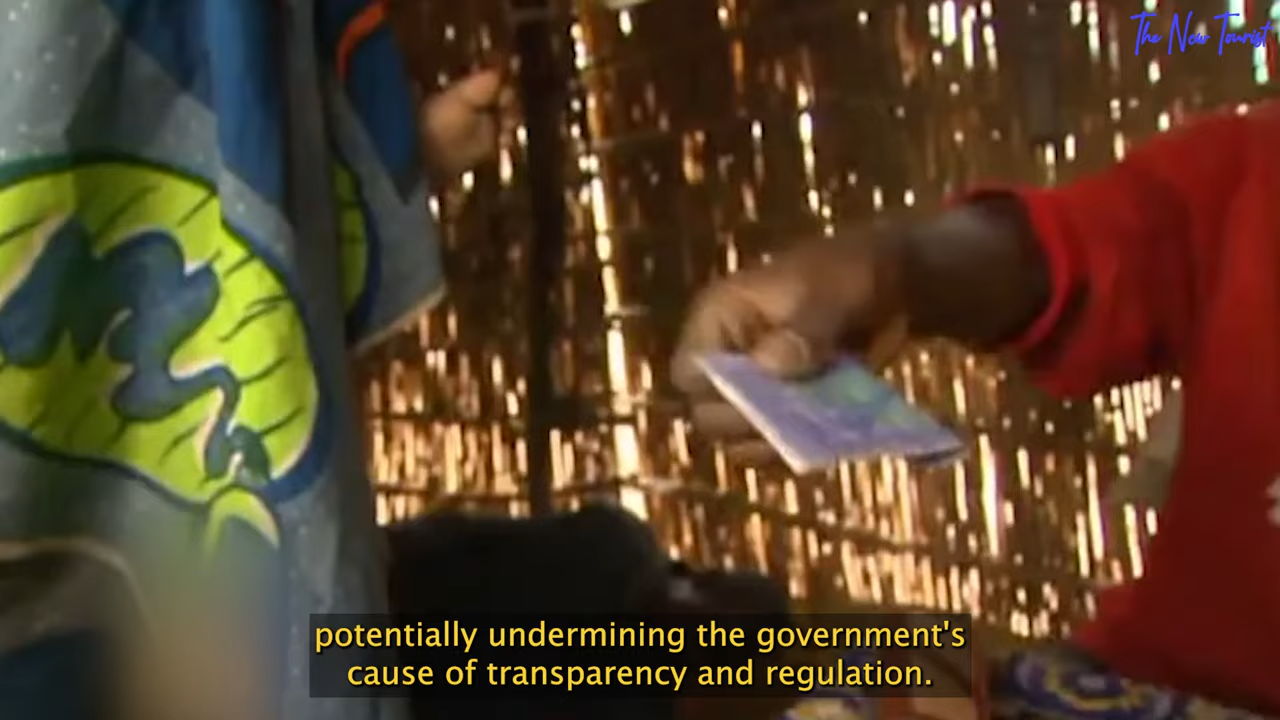 The New Tourist
potentially undermining the government's
cause of transparency and regulation.